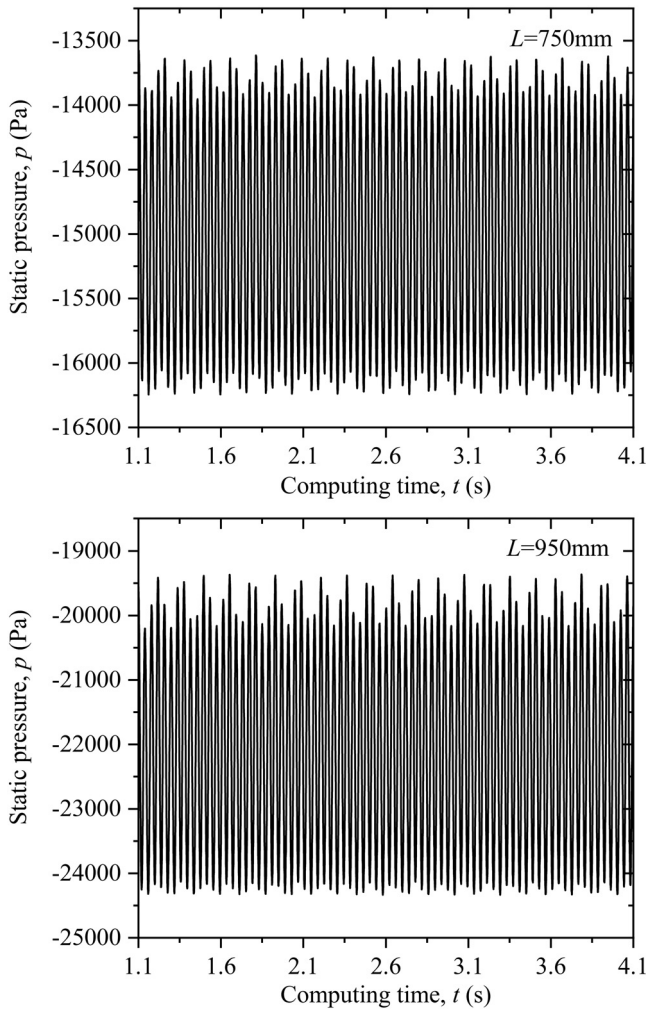 L=750mm
Static pressure, p (Pa)
-13500
-14000
-14500
-15000
-15500
-16000
-16500
1.1 1.6 2.1 2.6 3.1 3.6 4.1
Computing time, t (s)
L=950mm
Static pressure, p (Pa)
-19000
-20000
-21000
-22000
-23000
-24000
-25000
1.1 1.6 2.1 2.6 3.1 3.6 4.1
Computing time, t (s)